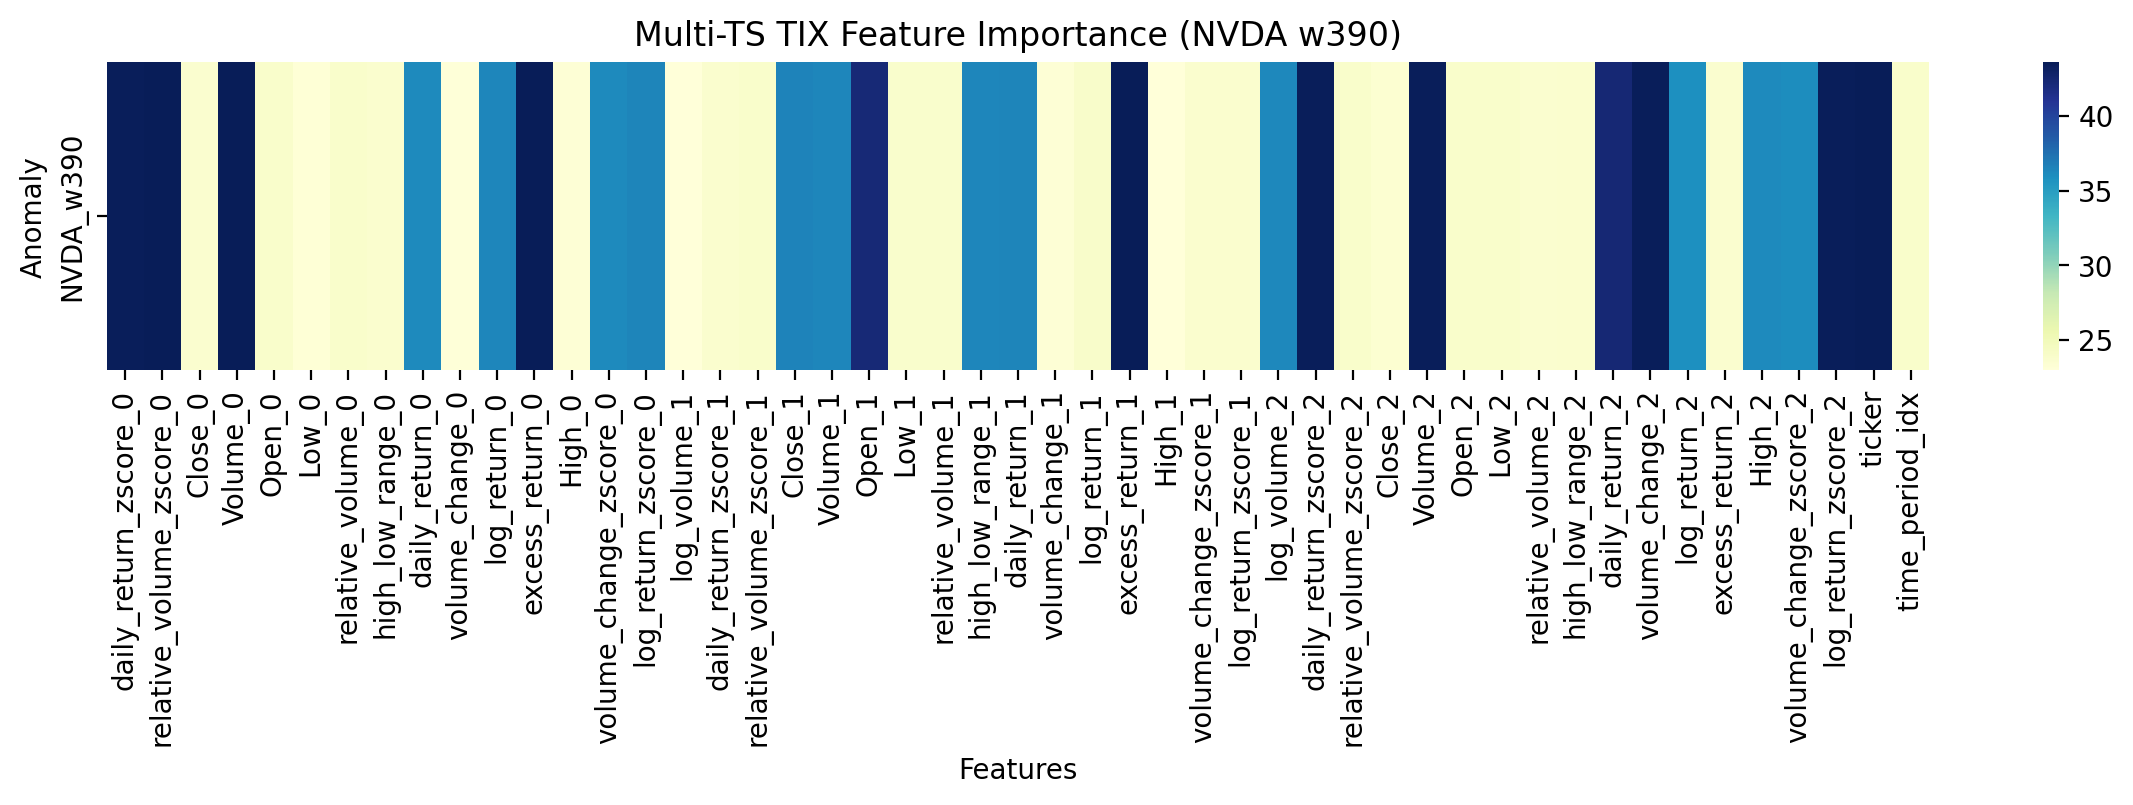 Multi-TS TIX Feature Importance (NVDA w390)
Anomaly
NVDA_w390
40
35
30
25
daily_return_zscore_0
relative_volume_zscore_0
Close_0
Volume_0
Open_0
Low_0
relative_volume_0
high_low_range_0
daily_return_0
volume_change_0
log_return_0
excess_return_0
High_0
volume_change_zscore_0
log_return_zscore_0
log_volume_1
daily_return_zscore_1
relative_volume_zscore_1
Close_1
Volume_1
Open_1
Low_1
relative_volume_1
high_low_range_1
daily_return_1
volume_change_1
log_return_1
excess_return_1
High_1
volume_change_zscore_1
log_return_zscore_1
log_volume_2
daily_return_zscore_2
relative_volume_zscore_2
Close_2
Volume_2
Open_2
Low_2
relative_volume_2
high_low_range_2
daily_return_2
volume_change_2
log_return_2
excess_return_2
High_2
volume_change_zscore_2
log_return_zscore_2
ticker
time_period_idx
Features